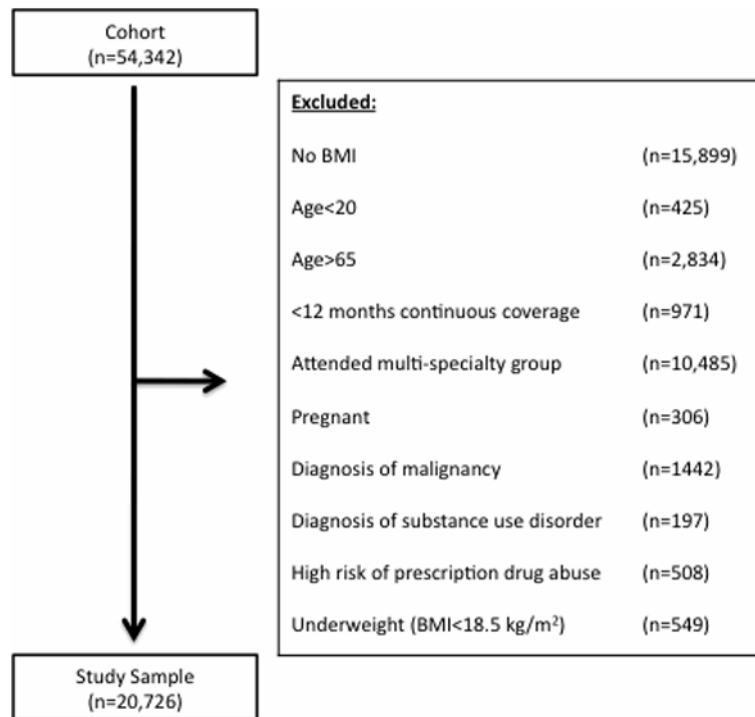 Cohort
(n=54,342)
Excluded:
No BMI (n=15,899)
Age<20 (n=425)
Age>65 (n=2,834)
<12 months continuous coverage (n=971)
Attended multi-specialty group (n=10,485)
Pregnant (n=306)
Diagnosis of malignancy (n=1442)
Diagnosis of substance use disorder (n=197)
High risk of prescription drug abuse (n=508)
Underweight (BMI<18.5 kg/m²) (n=549)
Study Sample
(n=20,726)